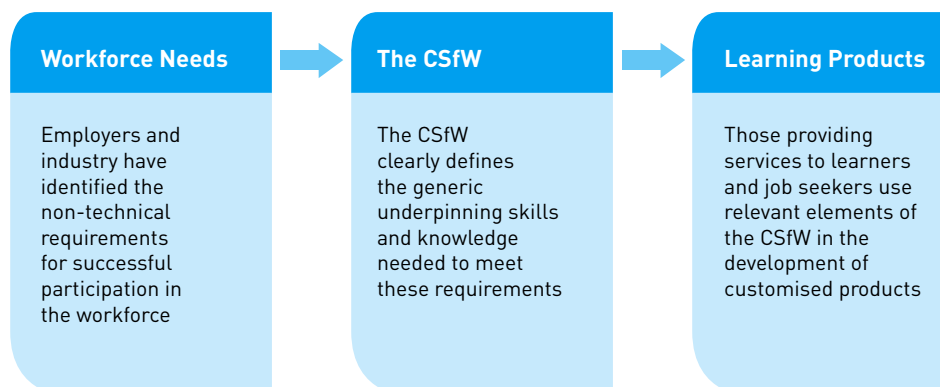 Workforce Needs
Employers and
industry have
identified the
non-technical
requirements
for successful
participation in
the workforce
The CSfW
The CSfW
clearly defines
the generic
underpinning skills
and knowledge
needed to meet
these requirements
Learning Products
Those providing
services to learners
and job seekers use
relevant elements of
the CSfW in the
development of
customised products